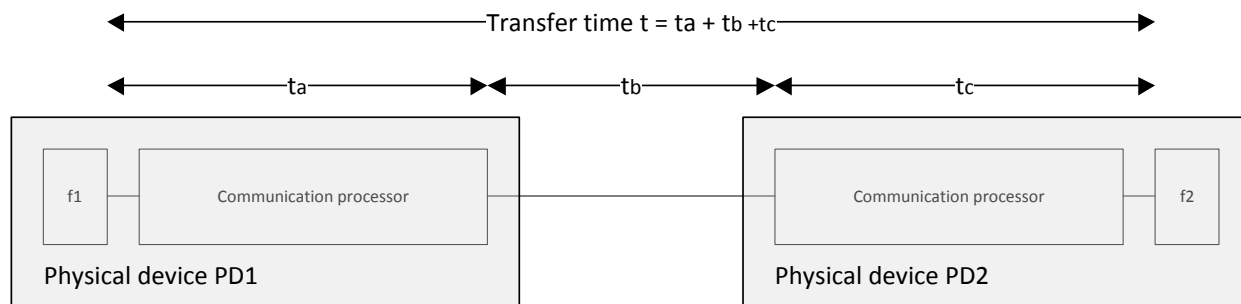 Transfer time t = ta + tb +tc
ta tb tc
f1 Communication processor Communication processor f2
Physical device PD1 Physical device PD2